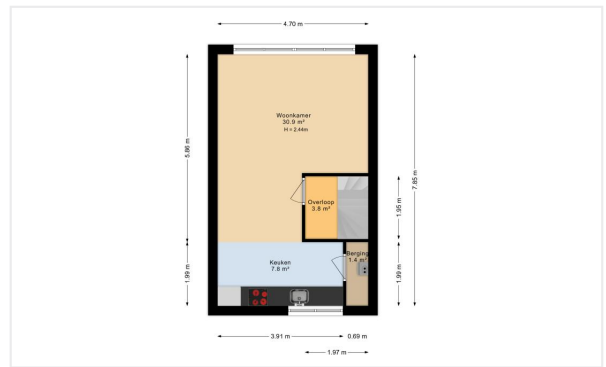 4.70 m
Woonkamer
30.9 m²
H = 2.44m
5.86 m
7.85 m
Overloop
3.8 m²
1.95 m
Keuken
7.8 m²
Berging
1.4 m²
1.99 m
1.99 m
3.91 m
0.69 m
1.97 m